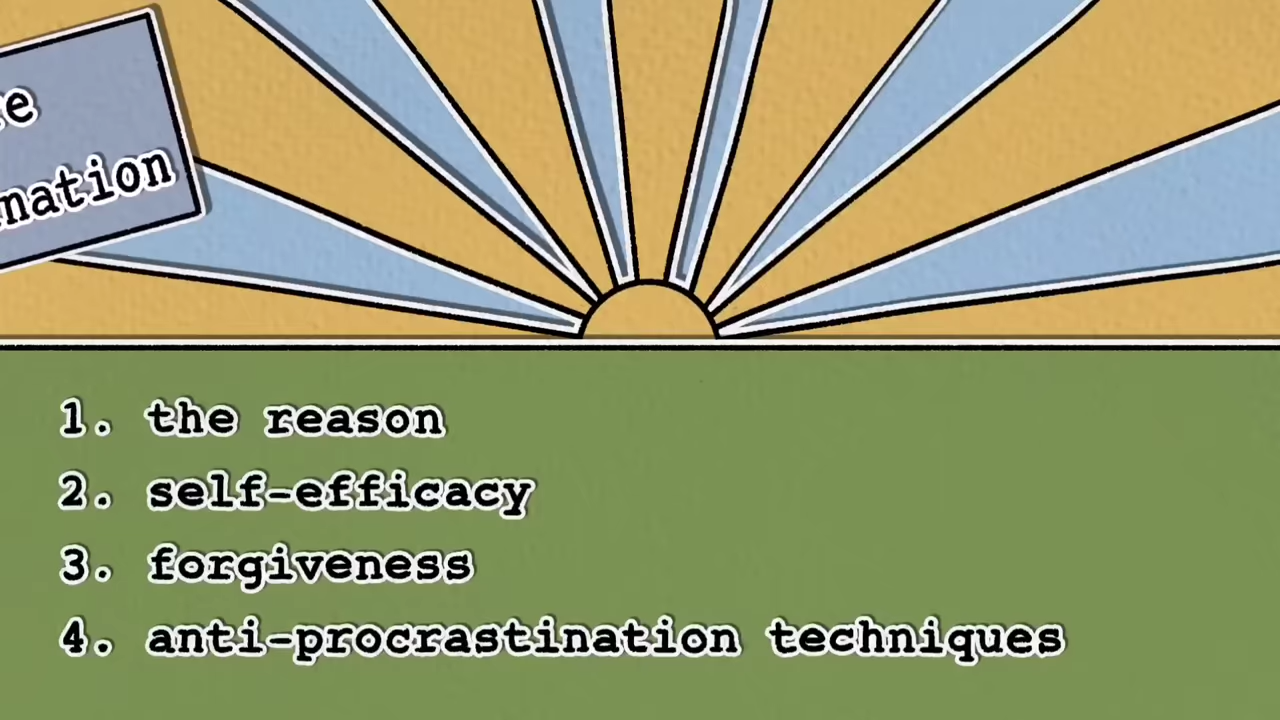 nation
1. the reason
2. self-efficacy
3. forgiveness
4. anti-procrastination techniques